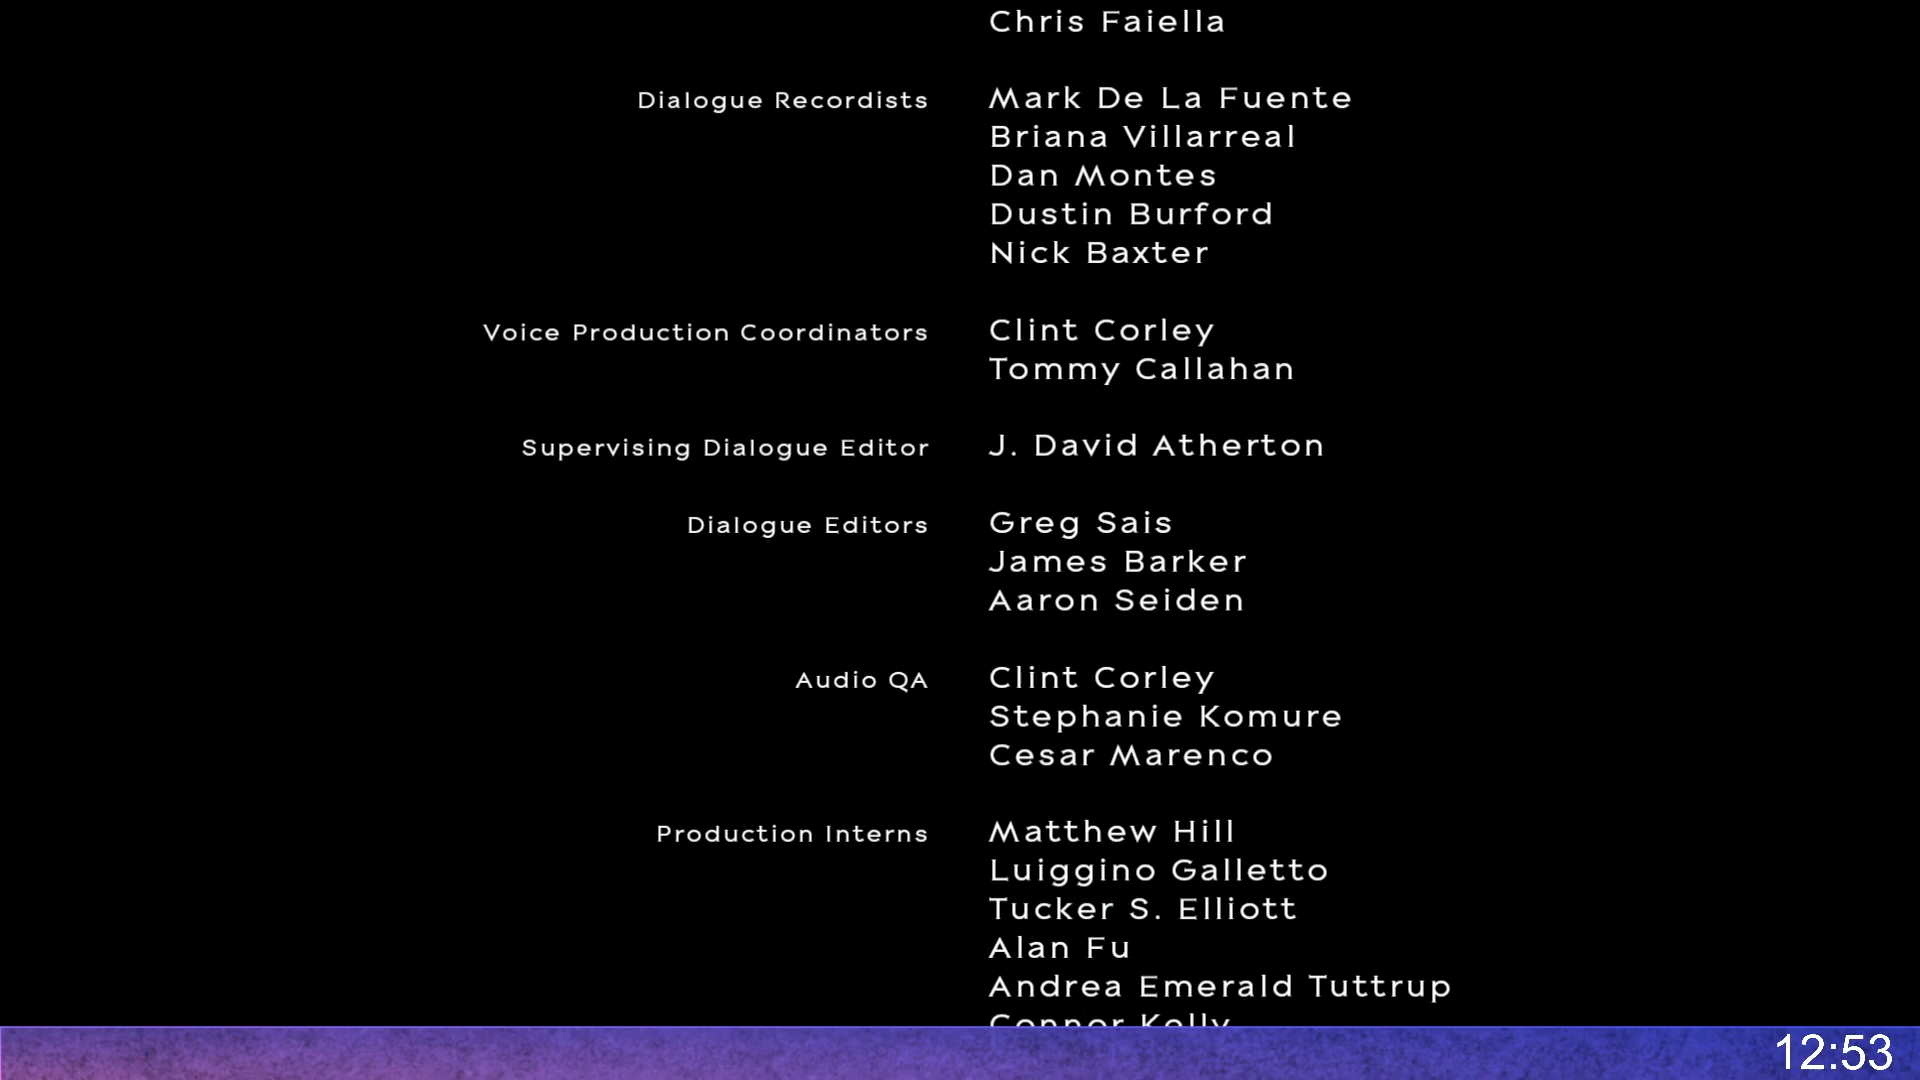 Chris Faiella
Dialogue Recordists Mark De La Fuente
Briana Villarreal
Dan Montes
Dustin Burford
Nick Baxter
Voice Production Coordinators Clint Corley
Tommy Callahan
Supervising Dialogue Editor J. David Atherton
Dialogue Editors Greg Sais
James Barker
Aaron Seiden
Audio QA Clint Corley
Stephanie Komure
Cesar Marenco
Production Interns Matthew Hill
Luiggino Galletto
Tucker S. Elliott
Alan Fu
Andrea Emerald Tuttrup
Connor Kelly
12:53